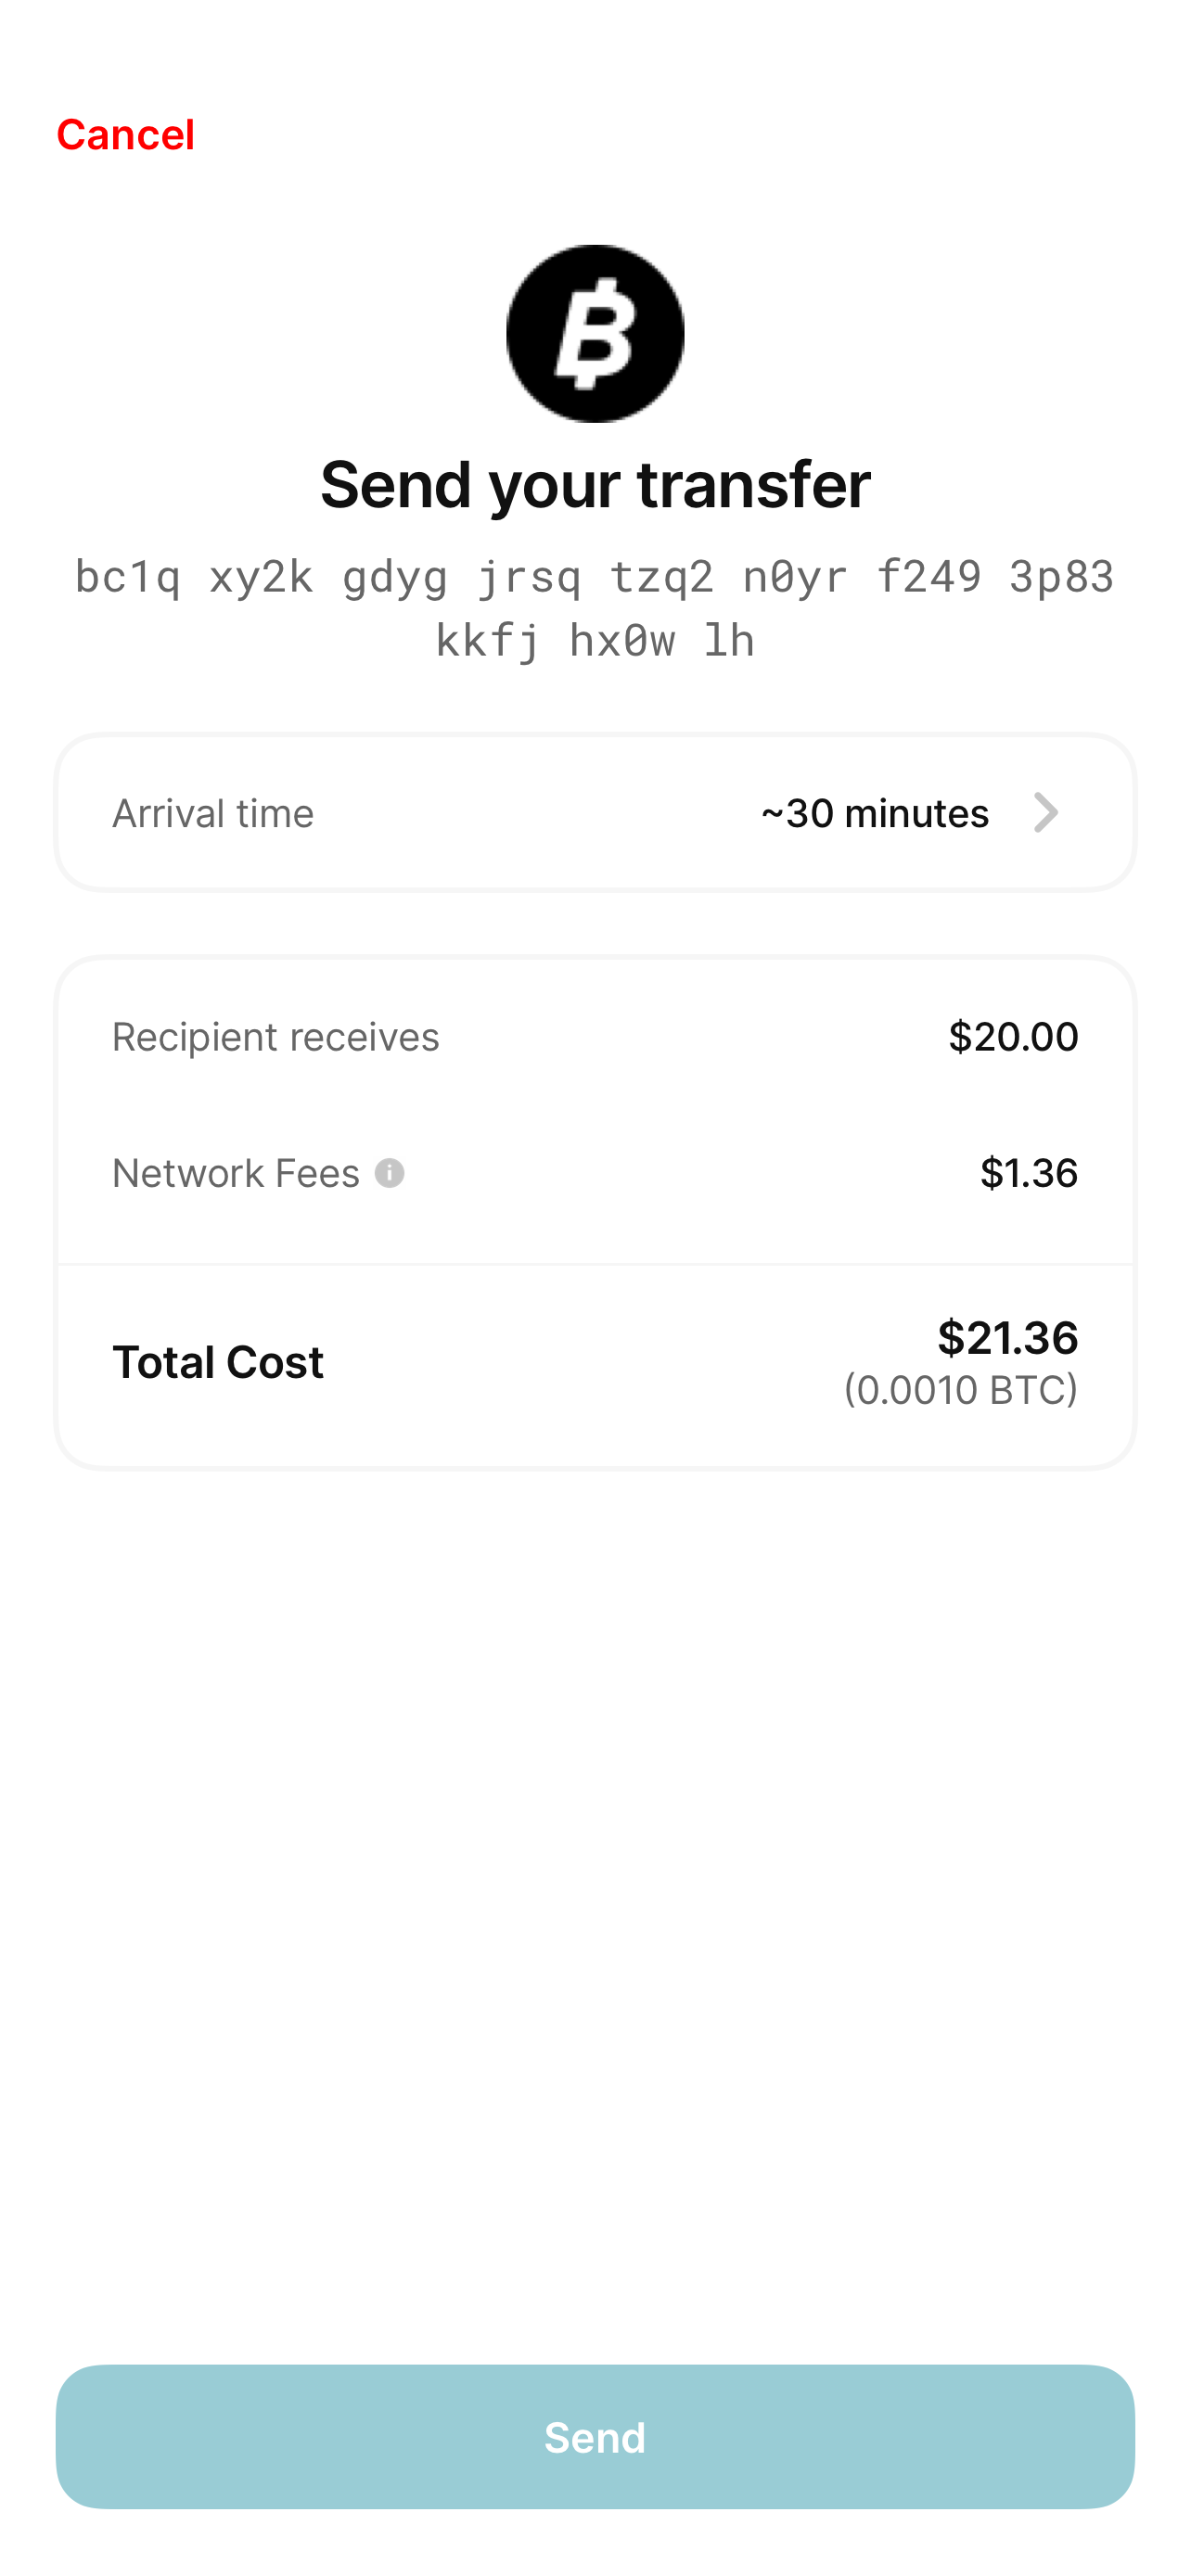 Cancel
Send your transfer
bc1q xy2k gdyg jrsq tzq2 n0yr f249 3p83
kkfj hx0w lh
Arrival time ~30 minutes
Recipient receives $20.00
Network Fees $1.36
Total Cost $21.36
(0.0010 BTC)
Send